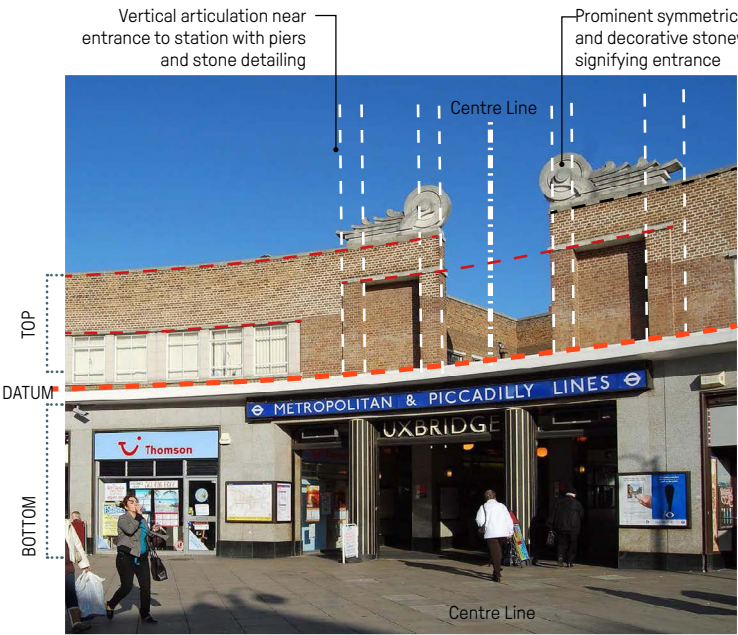 Vertical articulation near
entrance to station with piers
and stone detailing
Prominent symmetric
and decorative
signifying entrance
Centre Line
TOP
DATUM
BOTTOM
METROPOLITAN & PICCADILLY LINES
UXBRIDGE
Thomson
Centre Line